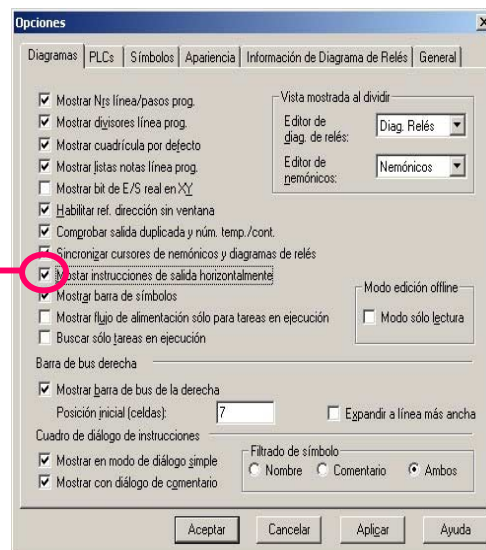 Opciones
Diagramas PLCs Símbolos Apariencia Información de Diagrama de Relés General
Mostrar Nrs línea/pasos prog.
Mostrar divisores línea prog.
Mostrar cuadrícula por defecto
Mostrar listas notas línea prog.
Mostrar bit de E/S real en XY
Habilitar ref. dirección sin ventana
Comprobar salida duplicada y núm. temp./cont.
Sincronizar cursores de nemónicos y diagramas de relés
Mostar instrucciones de salida horizontalmente
Mostrar barra de símbolos
Mostrar flujo de alimentación sólo para tareas en ejecución
Buscar sólo tareas en ejecución
Vista mostrada al dividir
Editor de
diag. de relés:
Diag. Relés
Editor de
nemónicos:
Nemónicos
Modo edición offline
Modo sólo lectura
Barra de bus derecha
Mostrar barra de bus de la derecha
Posición inicial (celdas): 7
Expandir a línea más ancha
Cuadro de diálogo de instrucciones
Mostrar en modo de diálogo simple
Mostrar con diálogo de comentario
Filtrado de símbolo
Nombre Comentario Ambos
Aceptar Cancelar Aplicar Ayuda